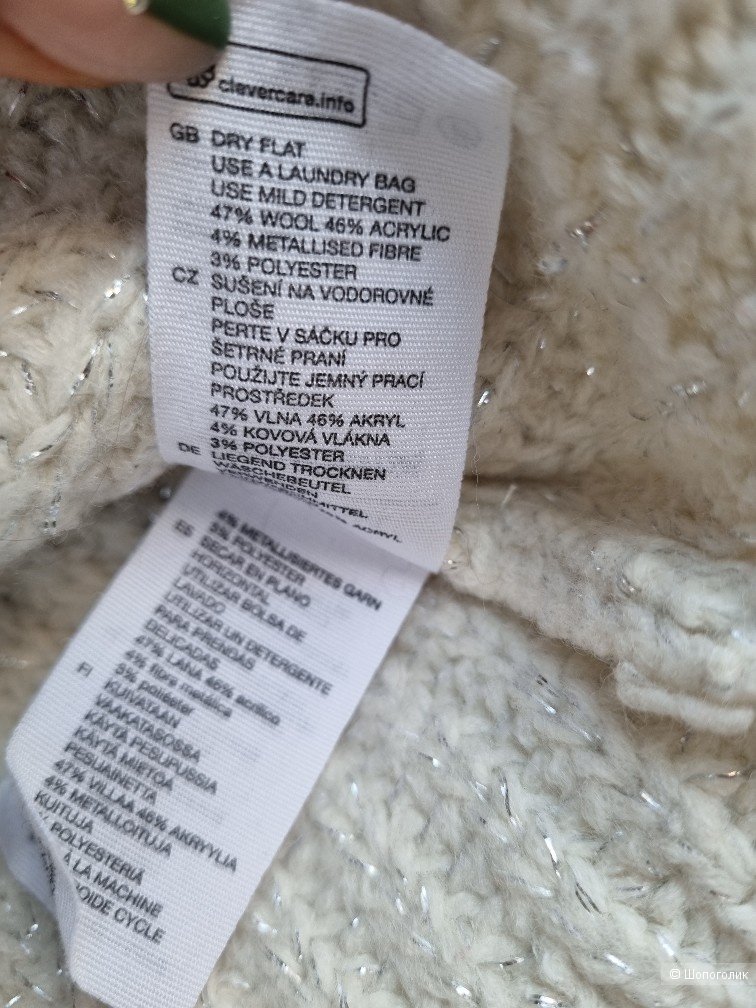 clevercare.info
GB DRY FLAT
USE A LAUNDRY BAG
USE MILD DETERGENT
47% WOOL 46% ACRYLIC
4% METALLISED FIBRE
3% POLYESTER
CZ SUŠENÍ NA VODOROVNÉ
PLOŠE
PERTE V SÁČKU PRO
ŠETRNÉ PRANÍ
POUŽIJTE JEMNÝ PRACÍ
PROSTŘEDEK
47% VLNA 46% AKRYL
4% KOVOVÁ VLÁKNA
3% POLYESTER
DE LIEGEND TROCKNEN
WÄSCHEBEUTEL
ACRYL
4% METALLISIERTES GARN
3% POLYESTER
ES SECAR EN PLANO
HORIZONTAL
UTILIZAR BOLSA DE
LAVADO
UTILIZAR UN DETERGENTE
PARA PRENDAS
DELICADAS
47% LANA 46% acrílico
4% fibra metálica
3% poliéster
FI KUIVATAAN
VAAKATASOSSA
KÄYTÄ PESUPUSSIA
KÄYTÄ MIETOA
PESUAINETTA
47% VILLAA 46% AKRYYLIA
4% METALLOITUJA
KUITUJA
POLYESTERIÄ
À LA MACHINE
CYCLE
© Шопоголик